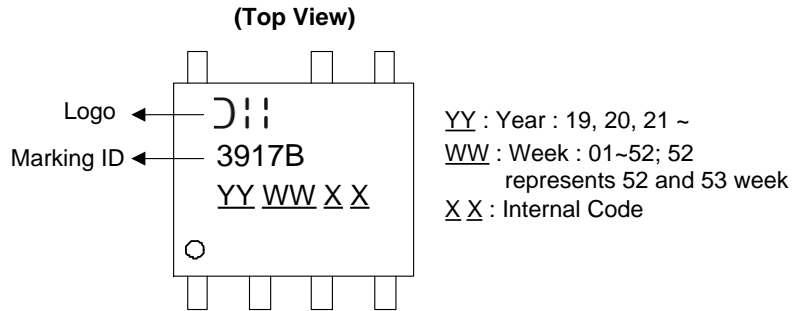 (Top View)
Logo
Marking ID
3917B
YY WW X X
YY : Year : 19, 20, 21 ~
WW : Week : 01~52; 52
represents 52 and 53 week
X X : Internal Code